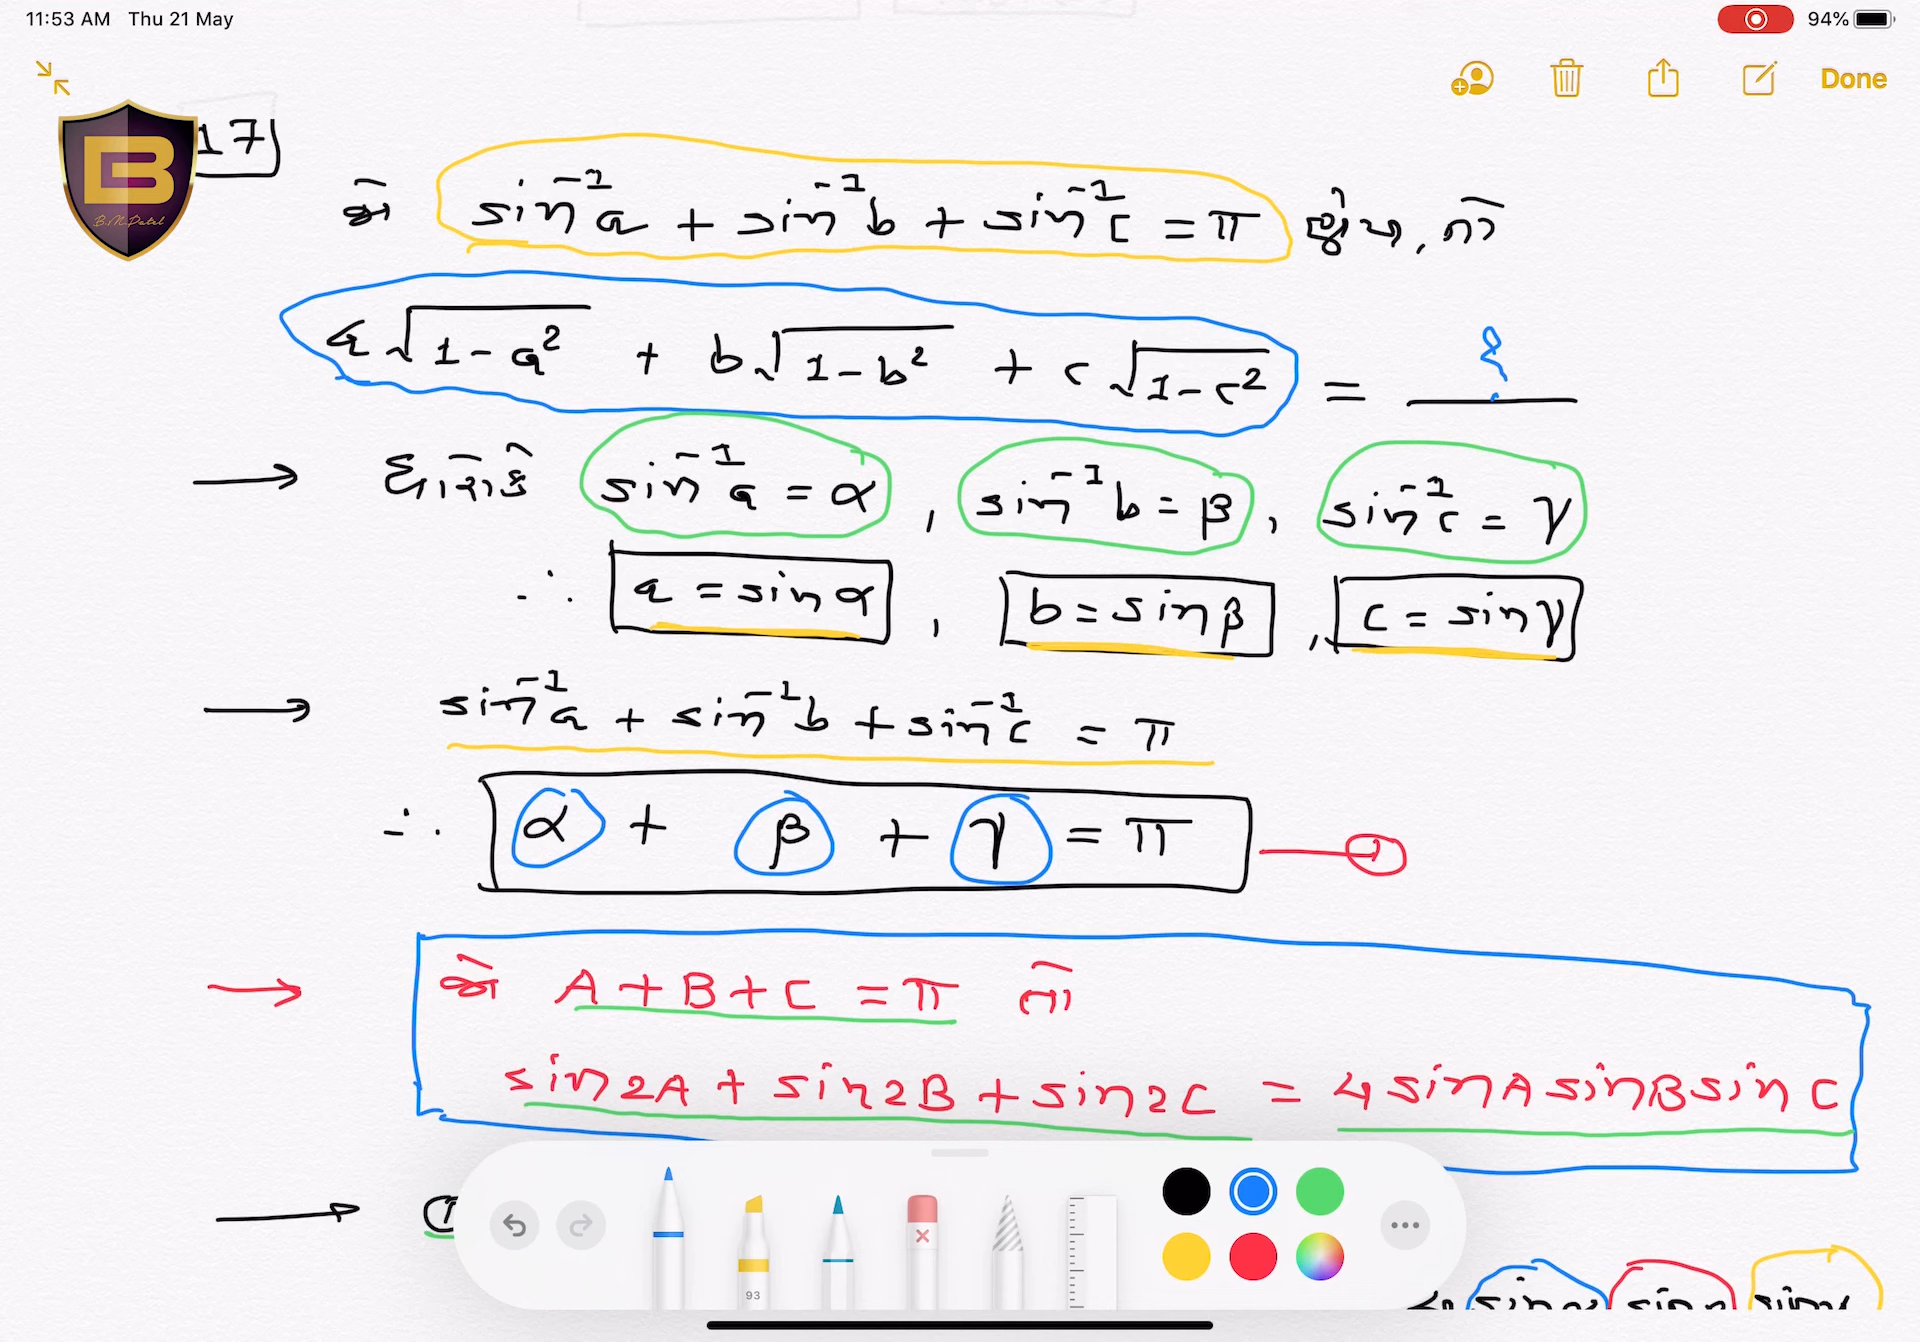 11:53 AM Thu 21 May 94%
Done
17
B.M.Patel
જો sin⁻¹a + sin⁻¹b + sin⁻¹c = π હોય, તો
a√(1-a²) + b√(1-b²) + c√(1-c²) = ?
→ ધારોકે sin⁻¹a = α , sin⁻¹b = β , sin⁻¹c = γ
∴ a = sinα , b = sinβ , c = sinγ
→ sin⁻¹a + sin⁻¹b + sin⁻¹c = π
∴ α + β + γ = π — ①
→ જો A + B + C = π તો
sin2A + sin2B + sin2C = 4 sinA sinB sinC
→ ①
93